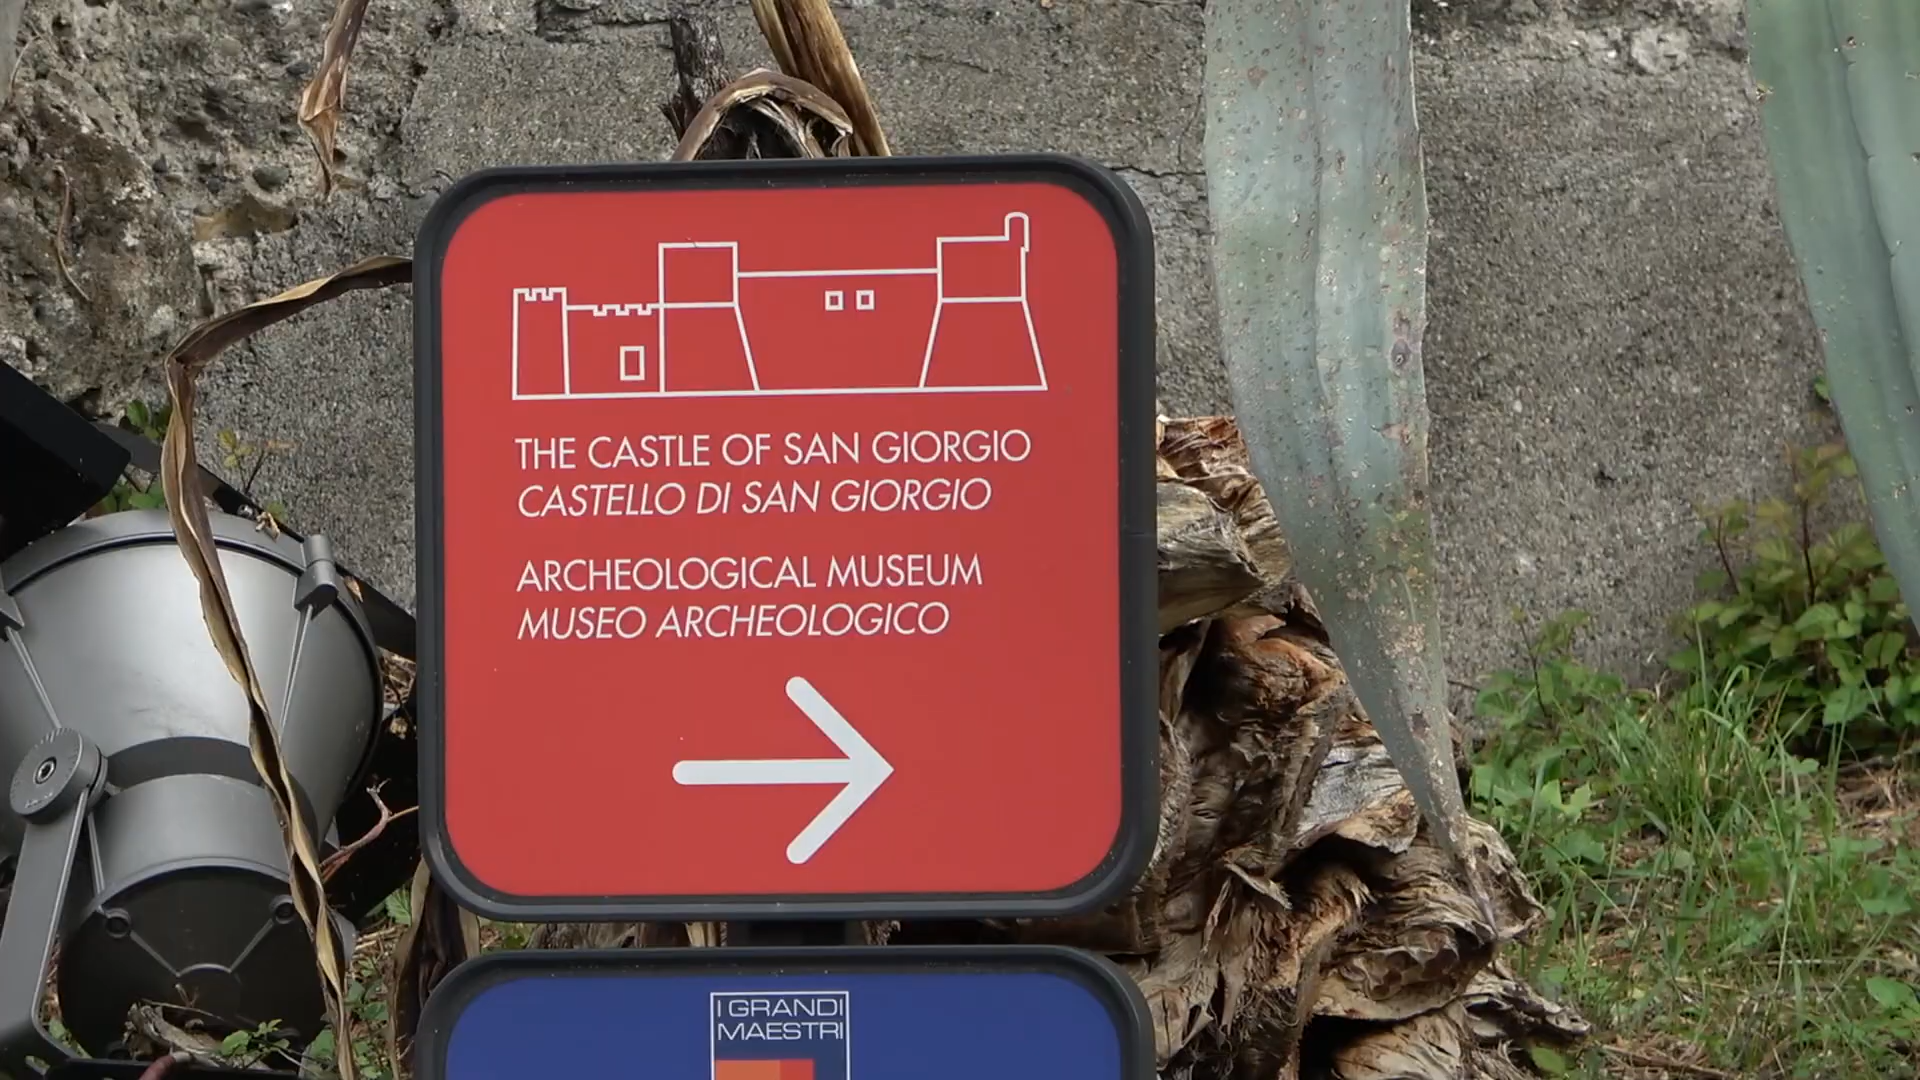 THE CASTLE OF SAN GIORGIO
CASTELLO DI SAN GIORGIO
ARCHEOLOGICAL MUSEUM
MUSEO ARCHEOLOGICO
I GRANDI
MAESTRI